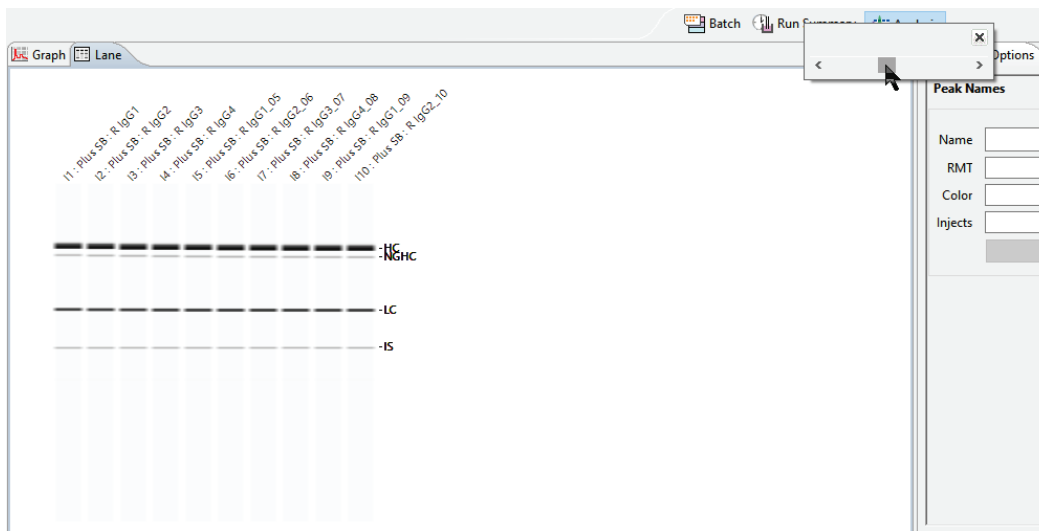 Batch Run Summary Analysis
Graph Lane
Options
Peak Names
I1 : Plus SB : R IgG1
I2 : Plus SB : R IgG2
I3 : Plus SB : R IgG3
I4 : Plus SB : R IgG4
I5 : Plus SB : R IgG1_05
I6 : Plus SB : R IgG2_06
I7 : Plus SB : R IgG3_07
I8 : Plus SB : R IgG4_08
I9 : Plus SB : R IgG1_09
I10 : Plus SB : R IgG2_10
Name
RMT
Color
Injects
-HC
-NGHC
-LC
-IS